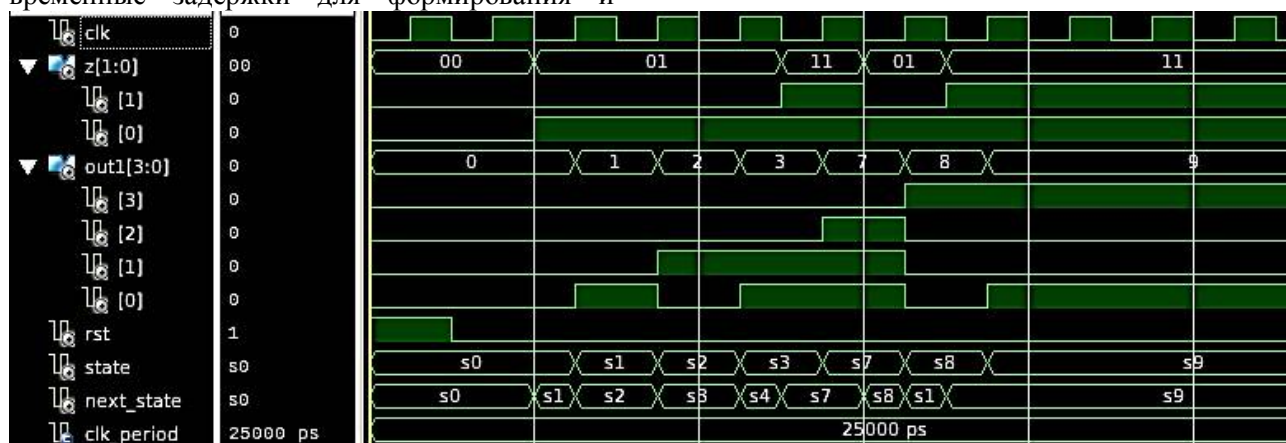 временные задержки для формирования и
clk 0
z[1:0] 00 00 01 11 01 11
[1] 0
[0] 0
out1[3:0] 0 0 1 2 3 7 8 9
[3] 0
[2] 0
[1] 0
[0] 0
rst 1
state s0 s0 s1 s2 s3 s7 s8 s9
next_state s0 s0 s1 s2 s3 s4 s7 s8 s1 s9
clk_period 25000 ps 25000 ps